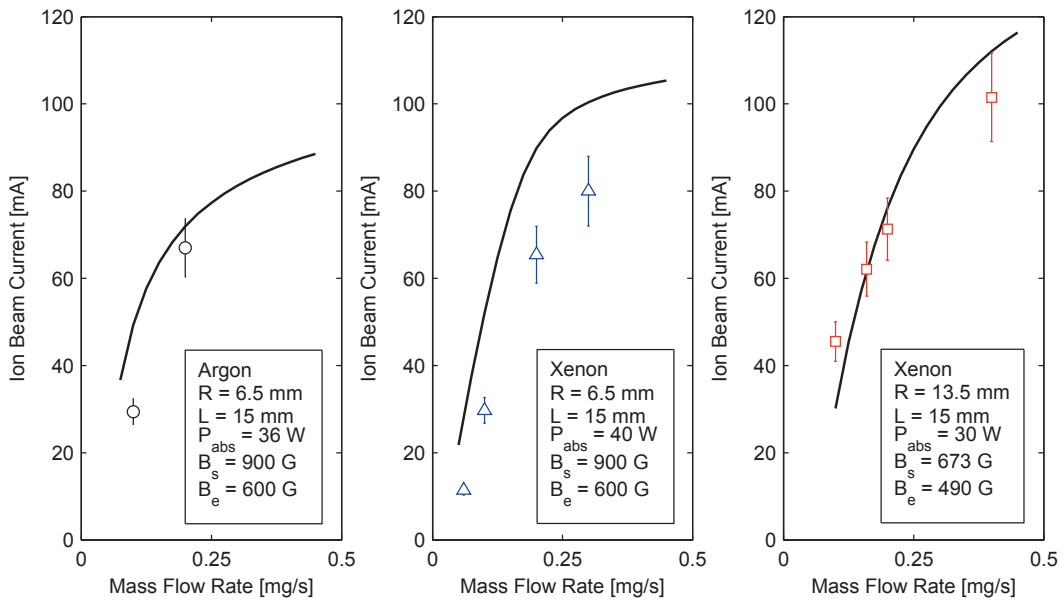 120
100
80
60
40
20
0
0
0.25
0.5
Ion Beam Current [mA]
Mass Flow Rate [mg/s]
Argon
R = 6.5 mm
L = 15 mm
P_abs = 36 W
B_s = 900 G
B_e = 600 G
120
100
80
60
40
20
0
0
0.25
0.5
Ion Beam Current [mA]
Mass Flow Rate [mg/s]
Xenon
R = 6.5 mm
L = 15 mm
P_abs = 40 W
B_s = 900 G
B_e = 600 G
120
100
80
60
40
20
0
0
0.25
0.5
Ion Beam Current [mA]
Mass Flow Rate [mg/s]
Xenon
R = 13.5 mm
L = 15 mm
P_abs = 30 W
B_s = 673 G
B_e = 490 G